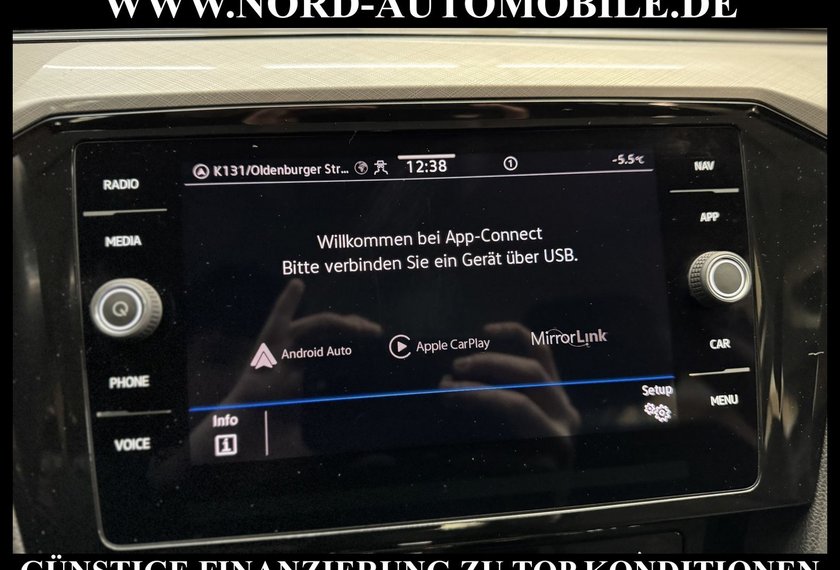 WWW.NORD-AUTOMOBILE.DE
K131/Oldenburger Str... 12:38 1 -5.5°C
RADIO
MEDIA
PHONE
VOICE
NAV
APP
CAR
MENU
Willkommen bei App-Connect
Bitte verbinden Sie ein Gerät über USB.
Android Auto Apple CarPlay MirrorLink
Info
Setup
GÜNSTIGE FINANZIERUNG ZU TOP KONDITIONEN